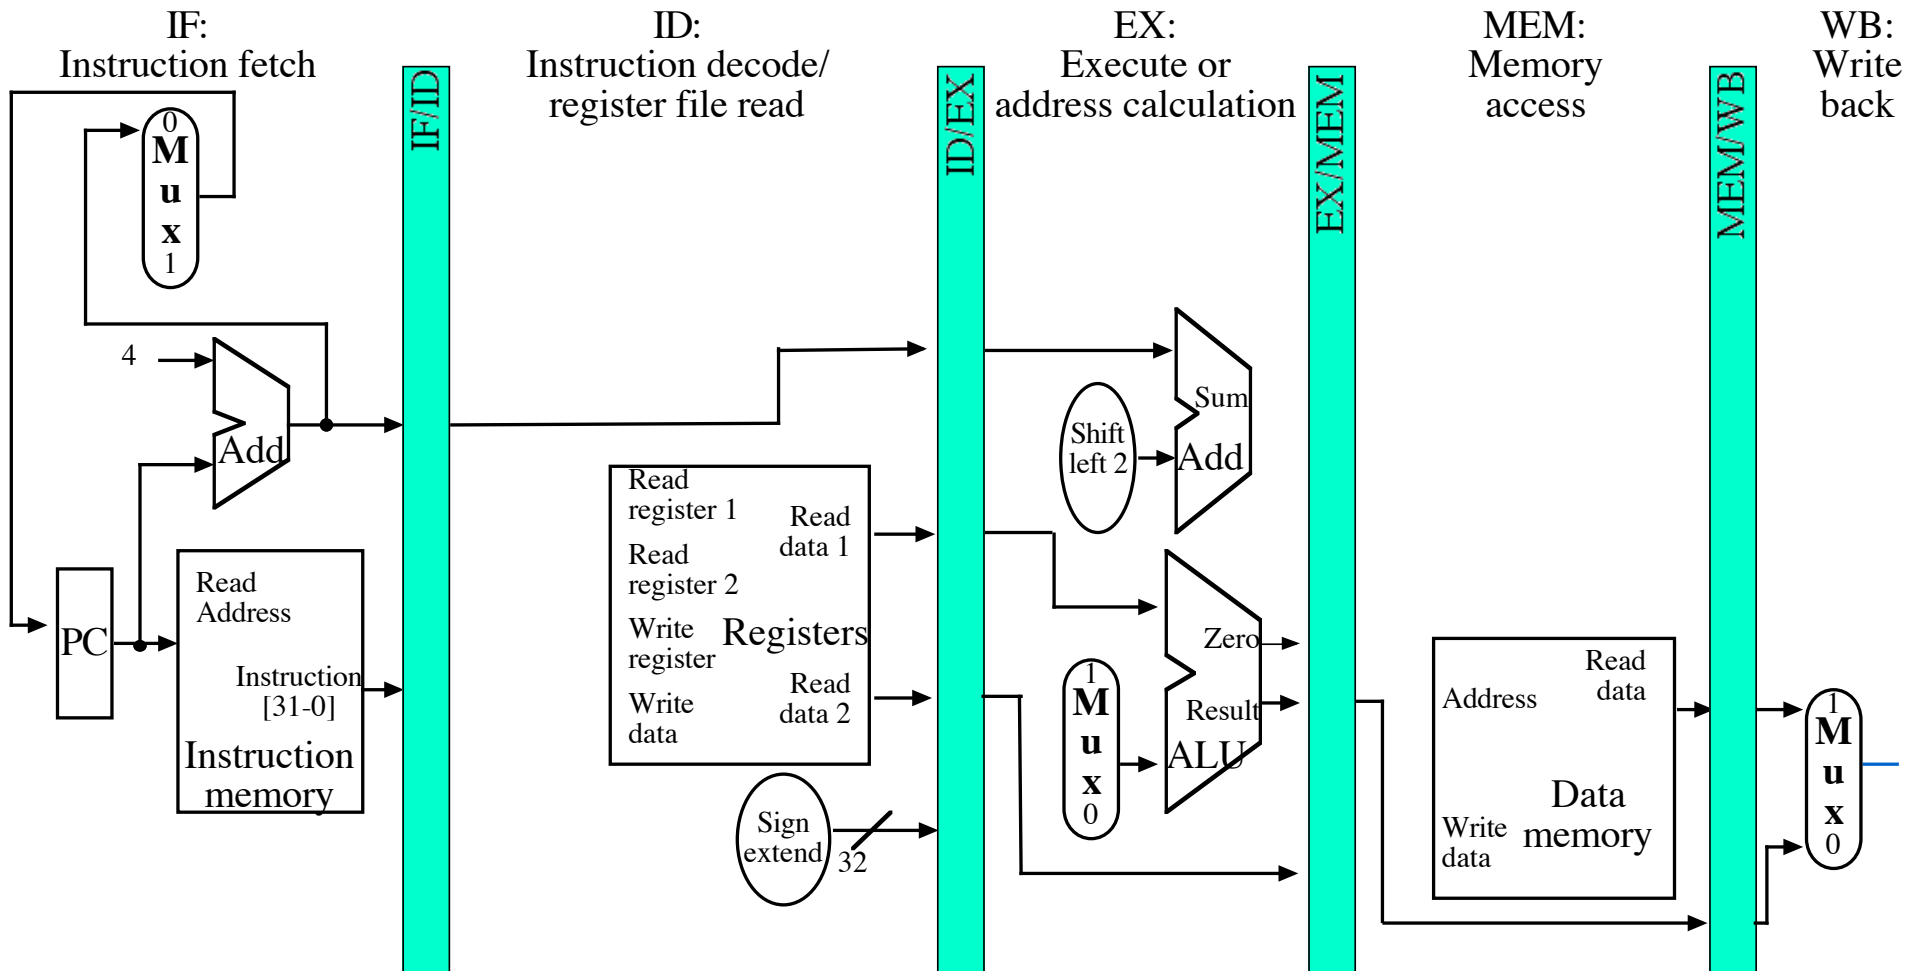 IF:
Instruction fetch
ID:
Instruction decode/
register file read
EX:
Execute or
address calculation
MEM:
Memory
access
WB:
Write
back
IF/ID
ID/EX
EX/MEM
MEM/WB
0
M
u
x
1
4
Add
PC
Read
Address
Instruction
[31-0]
Instruction
memory
Read
register 1
Read
register 2
Write
register
Write
data
Read
data 1
Registers
Read
data 2
Sign
extend
32
Shift
left 2
Sum
Add
1
M
u
x
0
Zero
Result
ALU
Address
Read
data
Write
data
Data
memory
1
M
u
x
0